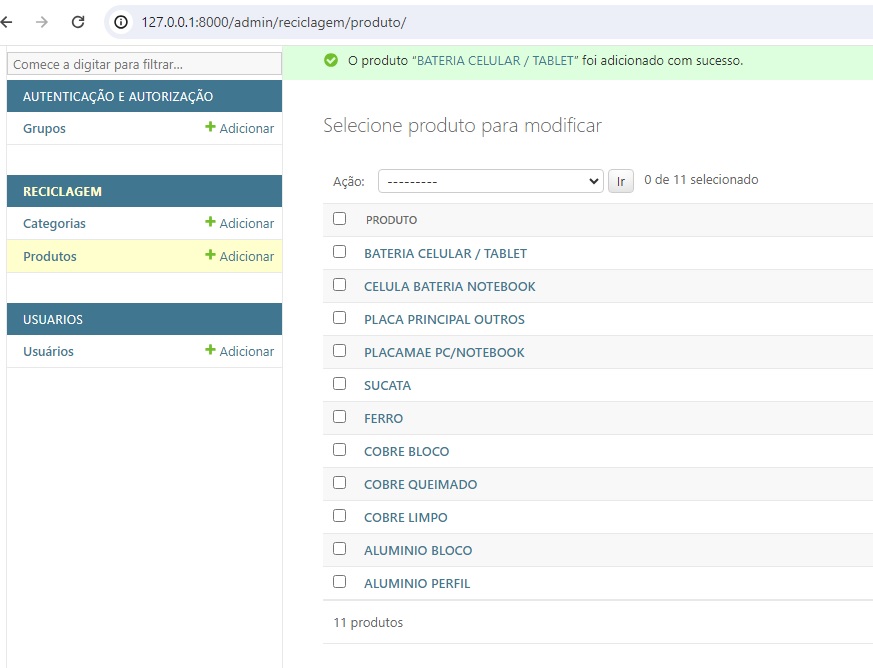 127.0.0.1:8000/admin/reciclagem/produto/
Comece a digitar para filtrar...
AUTENTICAÇÃO E AUTORIZAÇÃO
Grupos + Adicionar
RECICLAGEM
Categorias + Adicionar
Produtos + Adicionar
USUARIOS
Usuários + Adicionar
O produto “BATERIA CELULAR / TABLET” foi adicionado com sucesso.
Selecione produto para modificar
Ação: --------- Ir 0 de 11 selecionado
PRODUTO
BATERIA CELULAR / TABLET
CELULA BATERIA NOTEBOOK
PLACA PRINCIPAL OUTROS
PLACAMAE PC/NOTEBOOK
SUCATA
FERRO
COBRE BLOCO
COBRE QUEIMADO
COBRE LIMPO
ALUMINIO BLOCO
ALUMINIO PERFIL
11 produtos